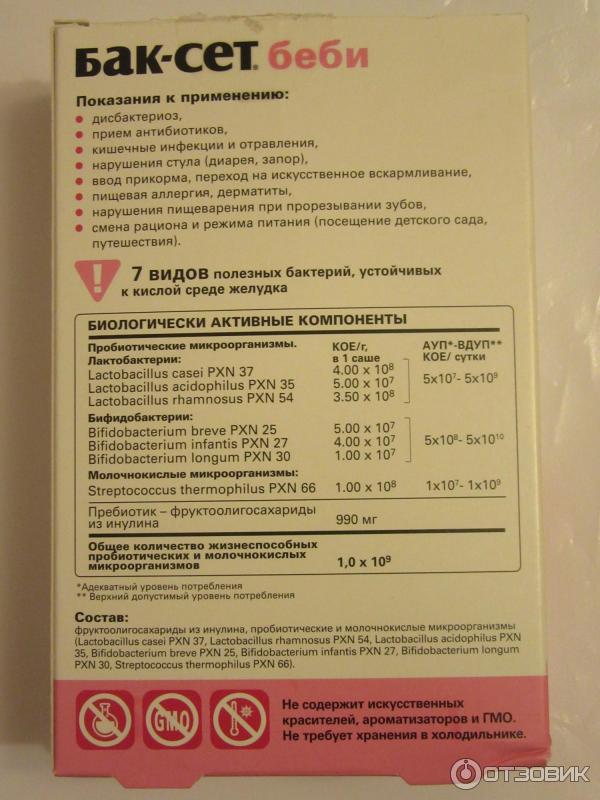 Бак-сет® беби
Показания к применению:
• дисбактериоз,
• прием антибиотиков,
• кишечные инфекции и отравления,
• нарушения стула (диарея, запор),
• ввод прикорма, переход на искусственное вскармливание,
• пищевая аллергия, дерматиты,
• нарушения пищеварения при прорезывании зубов,
• смена рациона и режима питания (посещение детского сада,
путешествия).
! 7 видов полезных бактерий, устойчивых
к кислой среде желудка
БИОЛОГИЧЕСКИ АКТИВНЫЕ КОМПОНЕНТЫ
Пробиотические микроорганизмы. КОЕ/г, АУП*-ВДУП**
Лактобактерии: в 1 саше КОЕ/ сутки
Lactobacillus casei PXN 37 4.00 x 10⁸
Lactobacillus acidophilus PXN 35 5.00 x 10⁷ 5x10⁷- 5x10⁹
Lactobacillus rhamnosus PXN 54 3.50 x 10⁸
Бифидобактерии:
Bifidobacterium breve PXN 25 5.00 x 10⁷
Bifidobacterium infantis PXN 27 4.00 x 10⁷ 5x10⁸- 5x10¹⁰
Bifidobacterium longum PXN 30 1.00 x 10⁷
Молочнокислые микроорганизмы:
Streptococcus thermophilus PXN 66 1.00 x 10⁸ 1x10⁷- 1x10⁹
Пребиотик – фруктоолигосахариды
из инулина 990 мг
Общее количество жизнеспособных
пробиотических и молочнокислых
микроорганизмов 1,0 x 10⁹
*Адекватный уровень потребления
** Верхний допустимый уровень потребления
Состав:
фруктоолигосахариды из инулина, пробиотические и молочнокислые микроорганизмы
(Lactobacillus casei PXN 37, Lactobacillus rhamnosus PXN 54, Lactobacillus acidophilus PXN
35, Bifidobacterium breve PXN 25, Bifidobacterium infantis PXN 27, Bifidobacterium longum
PXN 30, Streptococcus thermophilus PXN 66).
GMO
Не содержит искусственных
красителей, ароматизаторов и ГМО.
Не требует хранения в холодильнике.
ОТЗОВИК